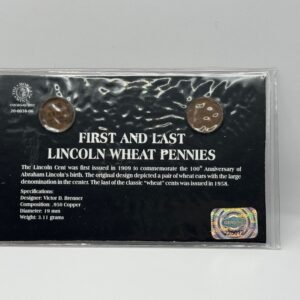 FIRST AND LAST
LINCOLN WHEAT PENNIES
The Lincoln Cent was first issued in 1909 to commemorate the 100th Anniversary of
Abraham Lincoln's birth. The original design depicted a pair of wheat ears with the large
denomination in the center. The last of the classic "wheat" cents was issued in 1958.
Specifications:
Designer: Victor D. Brenner
Composition: .950 Copper
Diameter: 19 mm
Weight: 3.11 grams